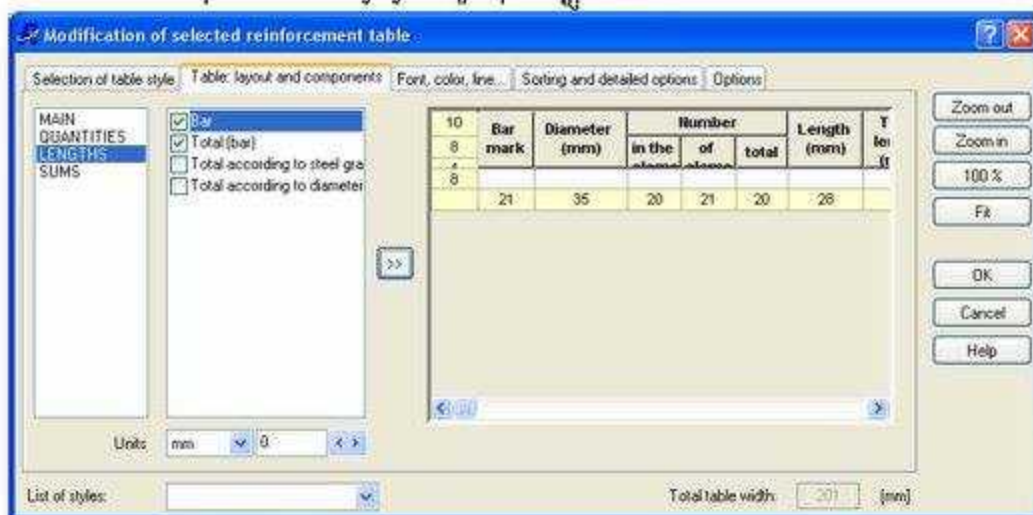 Modification of selected reinforcement table
Selection of table style Table: layout and components Font, color, line... Sorting and detailed options Options
MAIN
QUANTITIES
LENGTHS
SUMS
Bar
Total (bar)
Total according to steel gra
Total according to diameter
>>
10 Bar mark Diameter (mm) Number Length (mm)
8 in the of total
8
21 35 20 21 20 28
Zoom out
Zoom in
100 %
Fit
OK
Cancel
Help
Units mm 0
List of styles: Total table width: 201 [mm]